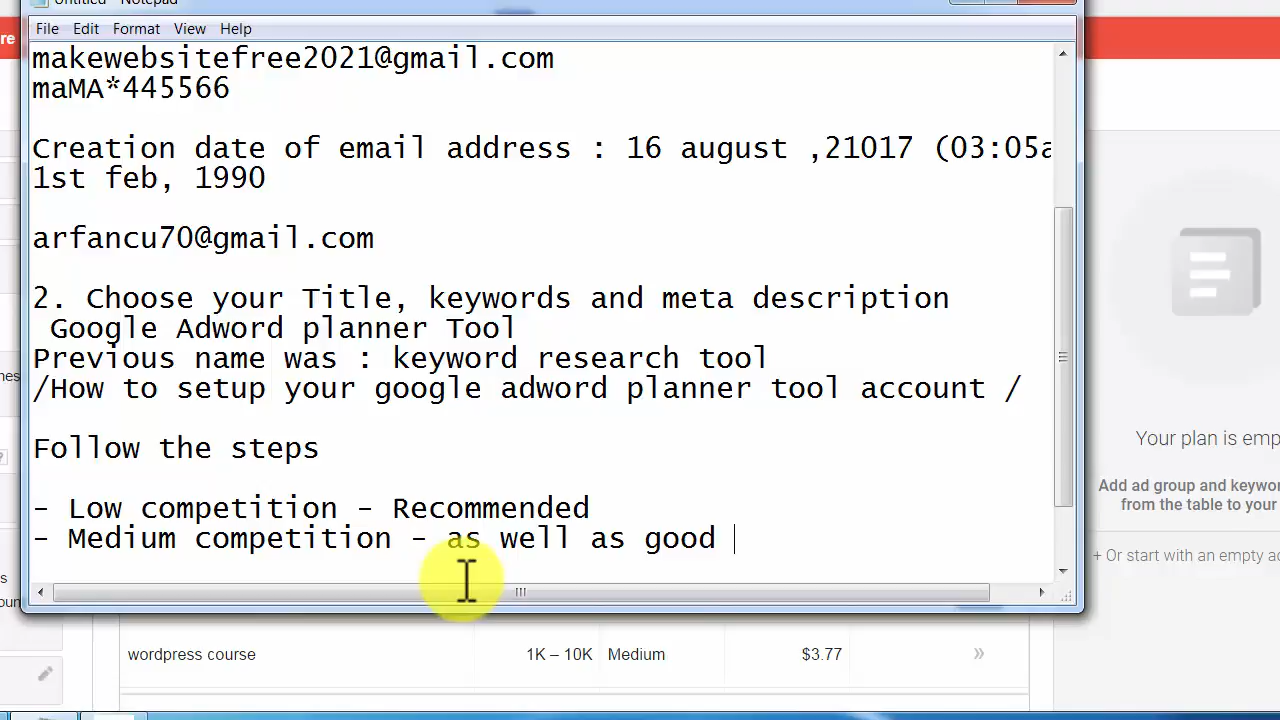 Untitled - Notepad
re
File Edit Format View Help
makewebsitefree2021@gmail.com
maMA*445566
Creation date of email address : 16 august ,21017 (03:05a
1st feb, 1990
arfancu70@gmail.com
2. Choose your Title, keywords and meta description
Google Adword planner Tool
Previous name was : keyword research tool
/How to setup your google adword planner tool account /
Follow the steps
- Low competition - Recommended
- Medium competition - as well as good
Your plan is emp
Add ad group and keywo
from the table to your
+ Or start with an empty ad
wordpress course 1K – 10K Medium $3.77 »